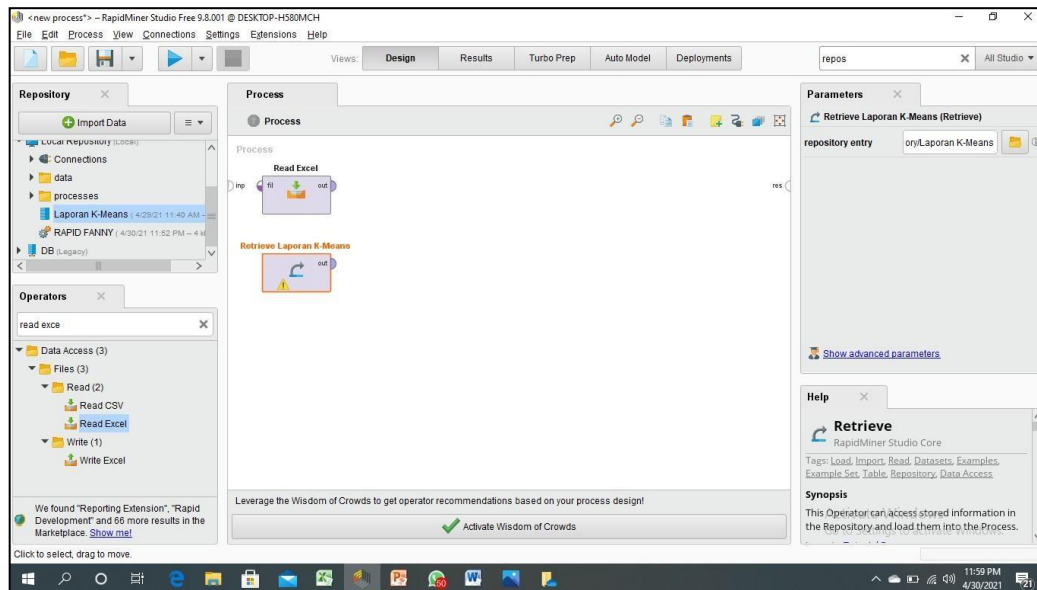 <new process*> – RapidMiner Studio Free 9.8.001 @ DESKTOP-H580MCH
File Edit Process View Connections Settings Extensions Help
Views: Design Results Turbo Prep Auto Model Deployments
repos
All Studio
Repository
Import Data
Local Repository (Local)
Connections
data
processes
Laporan K-Means (4/29/21 11:40 AM –
RAPID FANNY (4/30/21 11:52 PM – 4 k
DB (Legacy)
Operators
read exce
Data Access (3)
Files (3)
Read (2)
Read CSV
Read Excel
Write (1)
Write Excel
We found "Reporting Extension", "Rapid
Development" and 66 more results in the
Marketplace. Show me!
Process
Process
Process
Read Excel
inp
fil
out
res
Retrieve Laporan K-Means
out
Leverage the Wisdom of Crowds to get operator recommendations based on your process design!
Activate Wisdom of Crowds
Parameters
Retrieve Laporan K-Means (Retrieve)
repository entry
ory/Laporan K-Means
Show advanced parameters
Help
Retrieve
RapidMiner Studio Core
Tags: Load, Import, Read, Datasets, Examples,
Example Set, Table, Repository, Data Access
Synopsis
This Operator can access stored information in
the Repository and load them into the Process.
Click to select, drag to move.
50
11:59 PM
4/30/2021
21